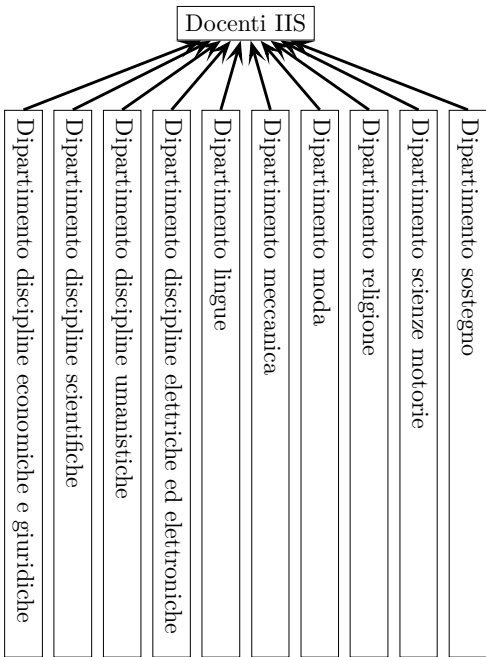 Docenti IIS
Dipartimento discipline economiche e giuridiche
Dipartimento discipline scientifiche
Dipartimento discipline umanistiche
Dipartimento discipline elettriche ed elettroniche
Dipartimento lingue
Dipartimento meccanica
Dipartimento moda
Dipartimento religione
Dipartimento scienze motorie
Dipartimento sostegno